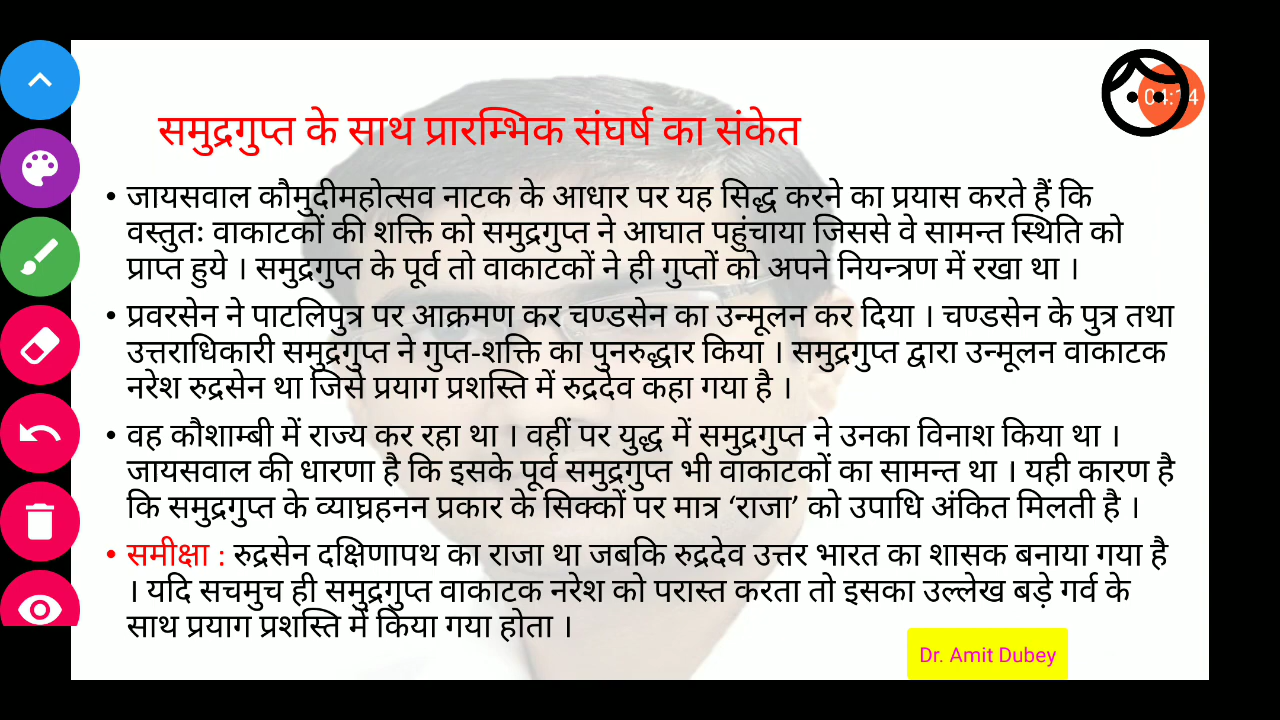 समुद्रगुप्त के साथ प्रारम्भिक संघर्ष का संकेत
• जायसवाल कौमुदीमहोत्सव नाटक के आधार पर यह सिद्ध करने का प्रयास करते हैं कि
वस्तुतः वाकाटकों की शक्ति को समुद्रगुप्त ने आघात पहुंचाया जिससे वे सामन्त स्थिति को
प्राप्त हुये । समुद्रगुप्त के पूर्व तो वाकाटकों ने ही गुप्तों को अपने नियन्त्रण में रखा था ।
• प्रवरसेन ने पाटलिपुत्र पर आक्रमण कर चण्डसेन का उन्मूलन कर दिया । चण्डसेन के पुत्र तथा
उत्तराधिकारी समुद्रगुप्त ने गुप्त-शक्ति का पुनरुद्धार किया । समुद्रगुप्त द्वारा उन्मूलन वाकाटक
नरेश रुद्रसेन था जिसे प्रयाग प्रशस्ति में रुद्रदेव कहा गया है ।
• वह कौशाम्बी में राज्य कर रहा था । वहीं पर युद्ध में समुद्रगुप्त ने उनका विनाश किया था ।
जायसवाल की धारणा है कि इसके पूर्व समुद्रगुप्त भी वाकाटकों का सामन्त था । यही कारण है
कि समुद्रगुप्त के व्याघ्रहनन प्रकार के सिक्कों पर मात्र ‘राजा’ को उपाधि अंकित मिलती है ।
• समीक्षा : रुद्रसेन दक्षिणापथ का राजा था जबकि रुद्रदेव उत्तर भारत का शासक बनाया गया है
। यदि सचमुच ही समुद्रगुप्त वाकाटक नरेश को परास्त करता तो इसका उल्लेख बड़े गर्व के
साथ प्रयाग प्रशस्ति में किया गया होता ।
Dr. Amit Dubey